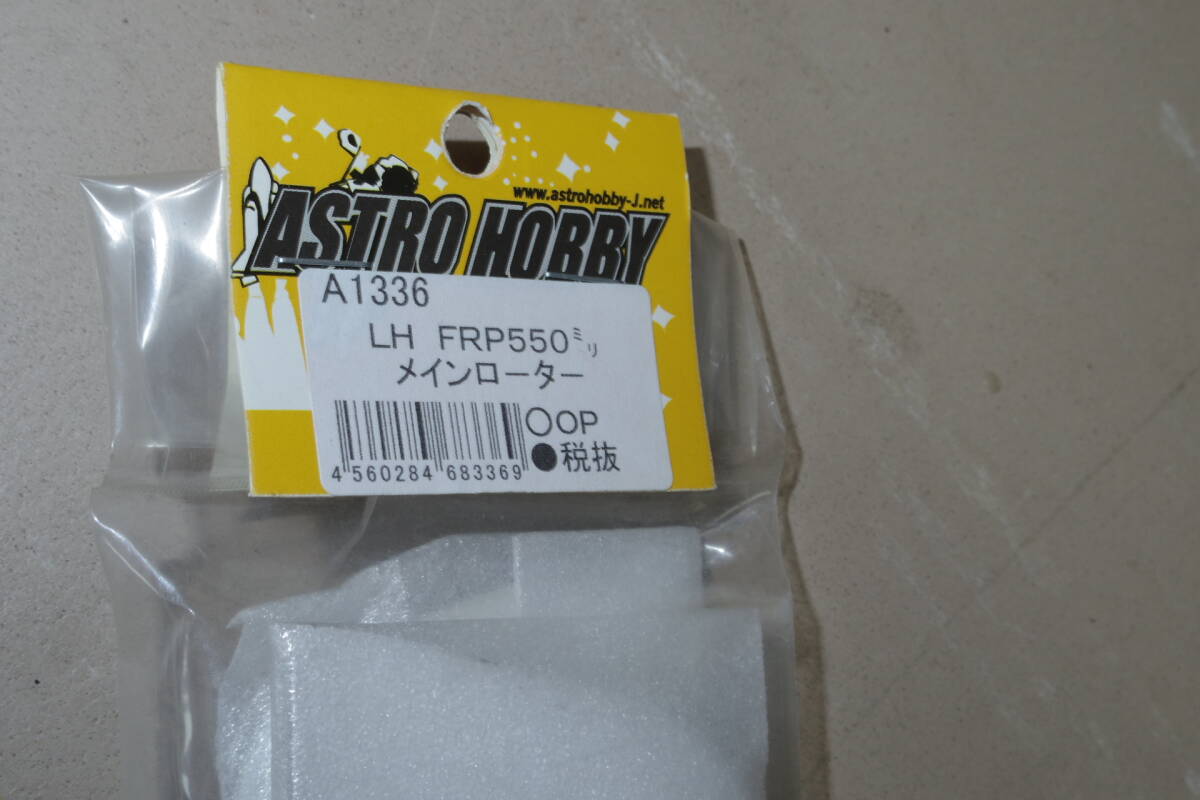 www.astrohobby-J.net
ASTRO HOBBY
A1336
LH FRP550㍉
メインローター
○OP
4 560284 683369
●税抜